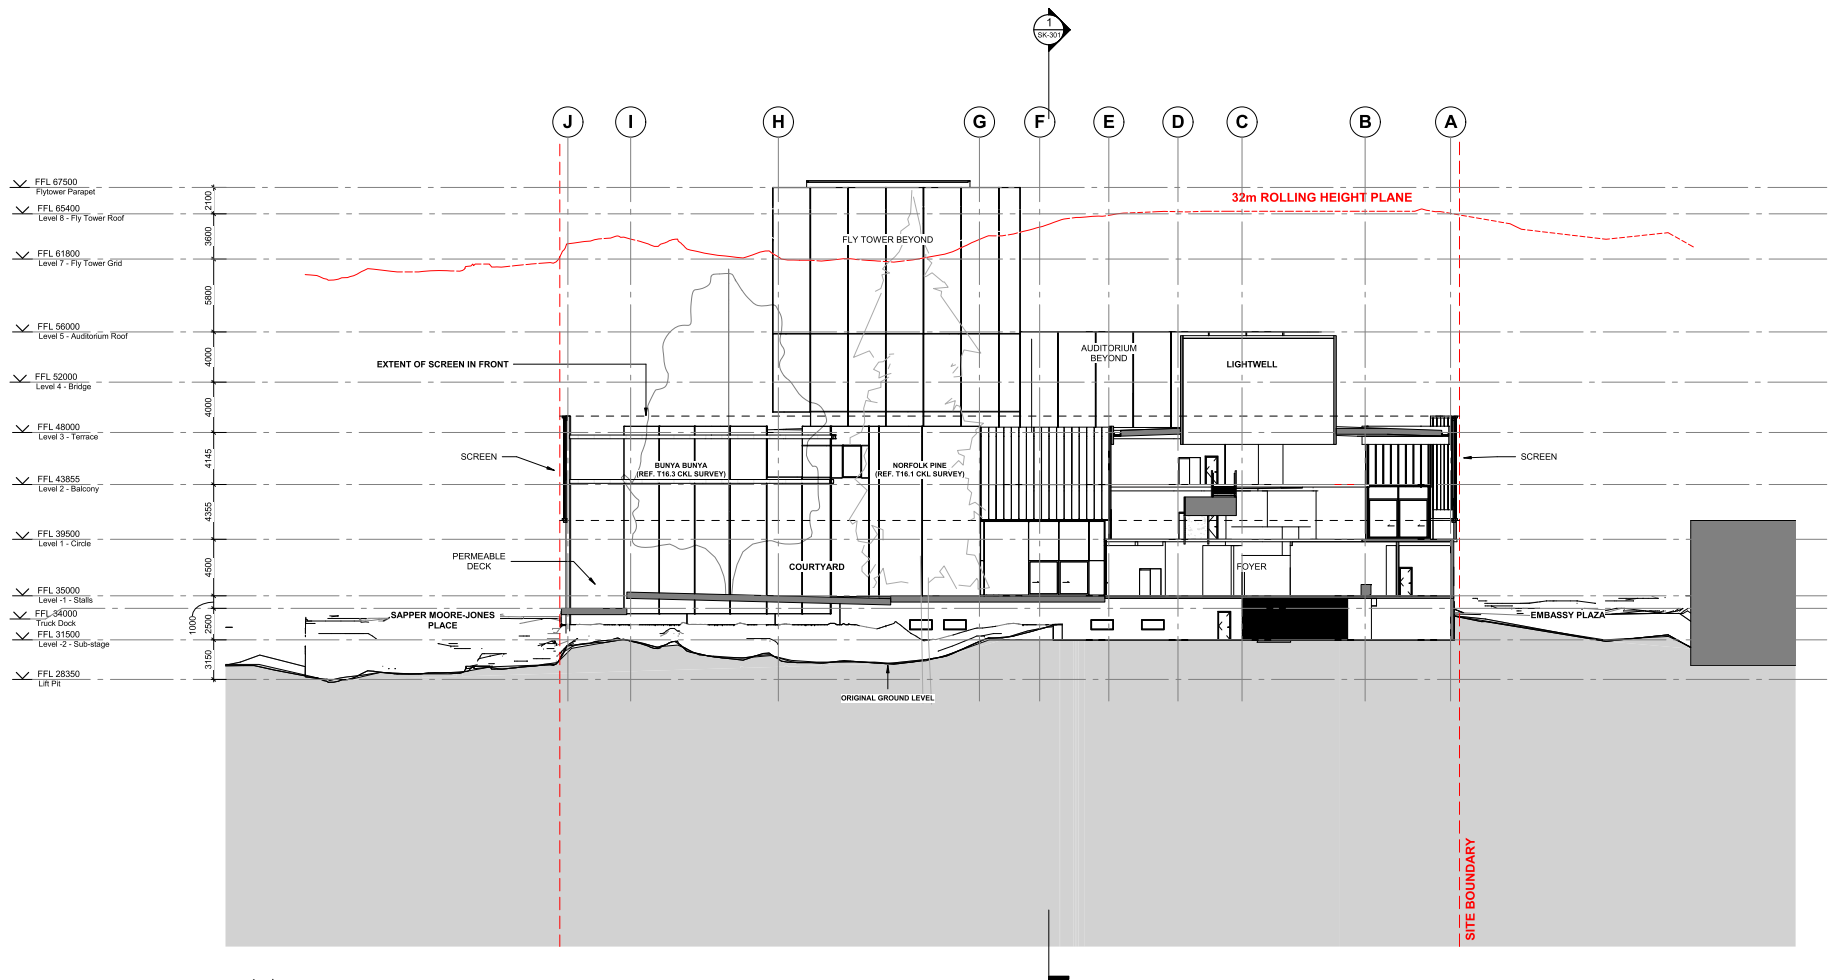 1
SK-301
J I H G F E D C B A
FFL 67500
Flytower Parapet
2100
32m ROLLING HEIGHT PLANE
FFL 65400
Level 8 - Fly Tower Roof
3600
FLY TOWER BEYOND
FFL 61800
Level 7 - Fly Tower Grid
5800
FFL 56000
Level 5 - Auditorium Roof
4000
AUDITORIUM
BEYOND
EXTENT OF SCREEN IN FRONT
LIGHTWELL
FFL 52000
Level 4 - Bridge
4000
FFL 48000
Level 3 - Terrace
4145
SCREEN
BUNYA BUNYA
(REF. T16.3 CKL SURVEY)
NORFOLK PINE
(REF. T16.1 CKL SURVEY)
SCREEN
FFL 43855
Level 2 - Balcony
4355
FFL 39500
Level 1 - Circle
4500
PERMEABLE
DECK
COURTYARD
FOYER
FFL 35000
Level -1 - Stalls
1000
FFL 34000
Truck Dock
2500
SAPPER MOORE-JONES
PLACE
EMBASSY PLAZA
FFL 31500
Level -2 - Sub-stage
3150
FFL 28350
Lift Pit
ORIGINAL GROUND LEVEL
SITE BOUNDARY